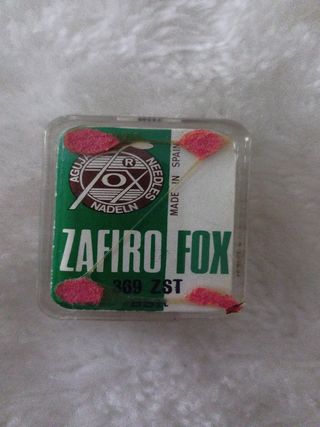 AGUJAS NEEDLES
FOX
R
NADELN
MADE IN SPAIN
ZAFIRO FOX
369 ZST